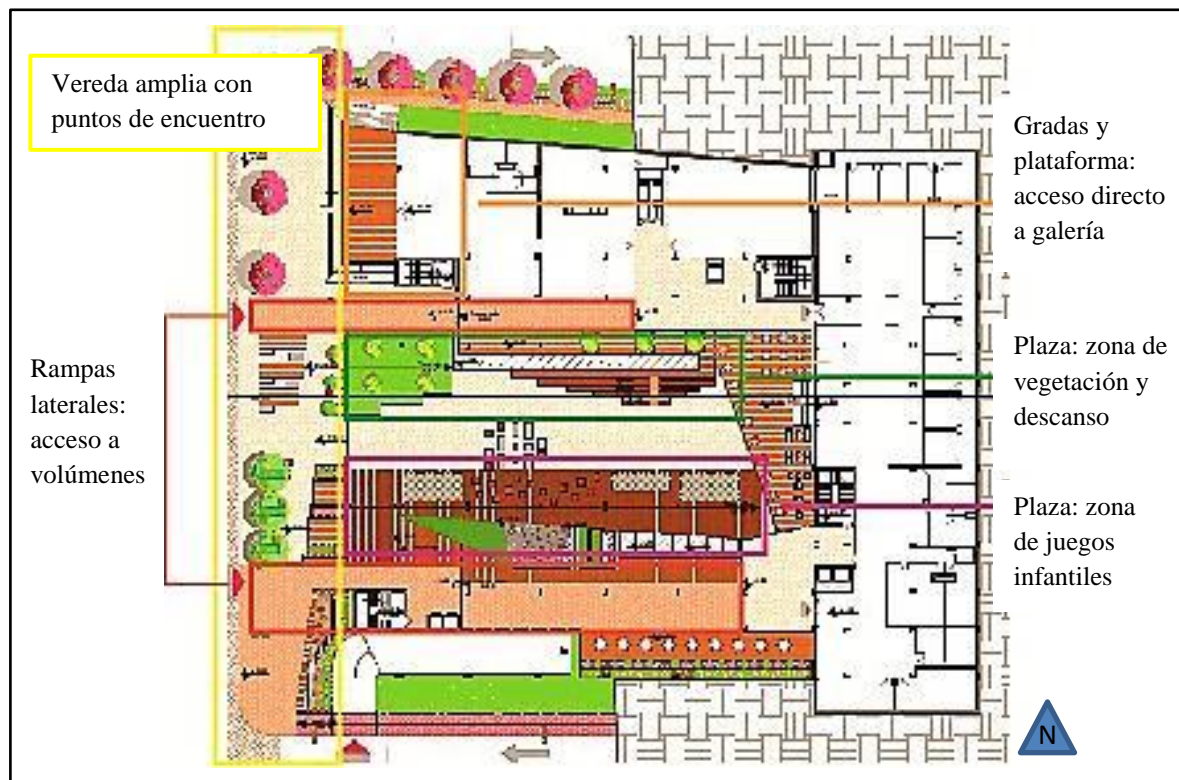 Vereda amplia con
puntos de encuentro
Gradas y
plataforma:
acceso directo
a galería
Rampas
laterales:
acceso a
volúmenes
Plaza: zona de
vegetación y
descanso
Plaza: zona
de juegos
infantiles
N